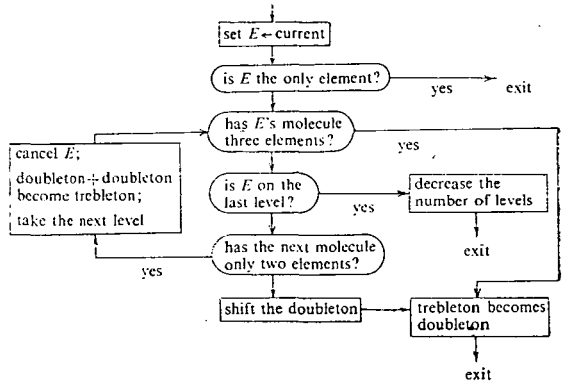 set E ← current
is E the only element?
yes
exit
has E's molecule
three elements?
yes
cancel E;
doubleton + doubleton
become trebleton;
take the next level
is E on the
last level?
yes
decrease the
number of levels
exit
has the next molecule
only two elements?
yes
shift the doubleton
trebleton becomes
doubleton
exit